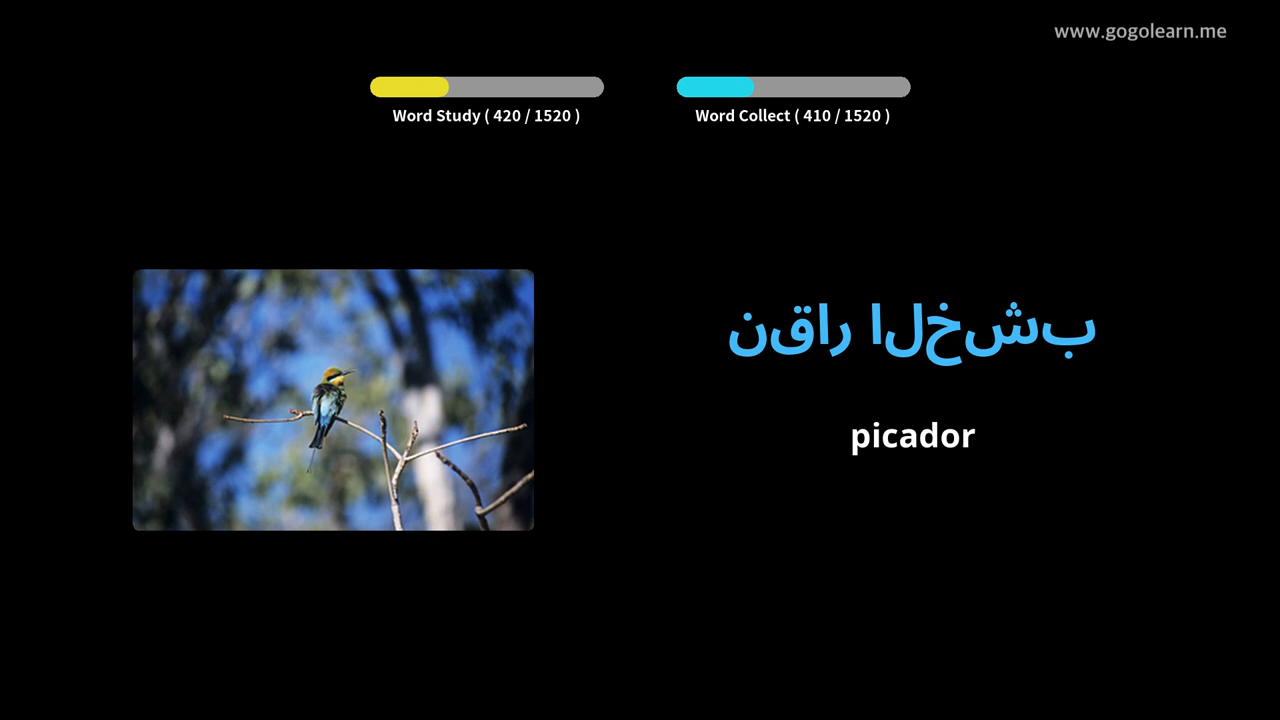 www.gogolearn.me
Word Study ( 420 / 1520 )
Word Collect ( 410 / 1520 )
نقار الخشب
picador